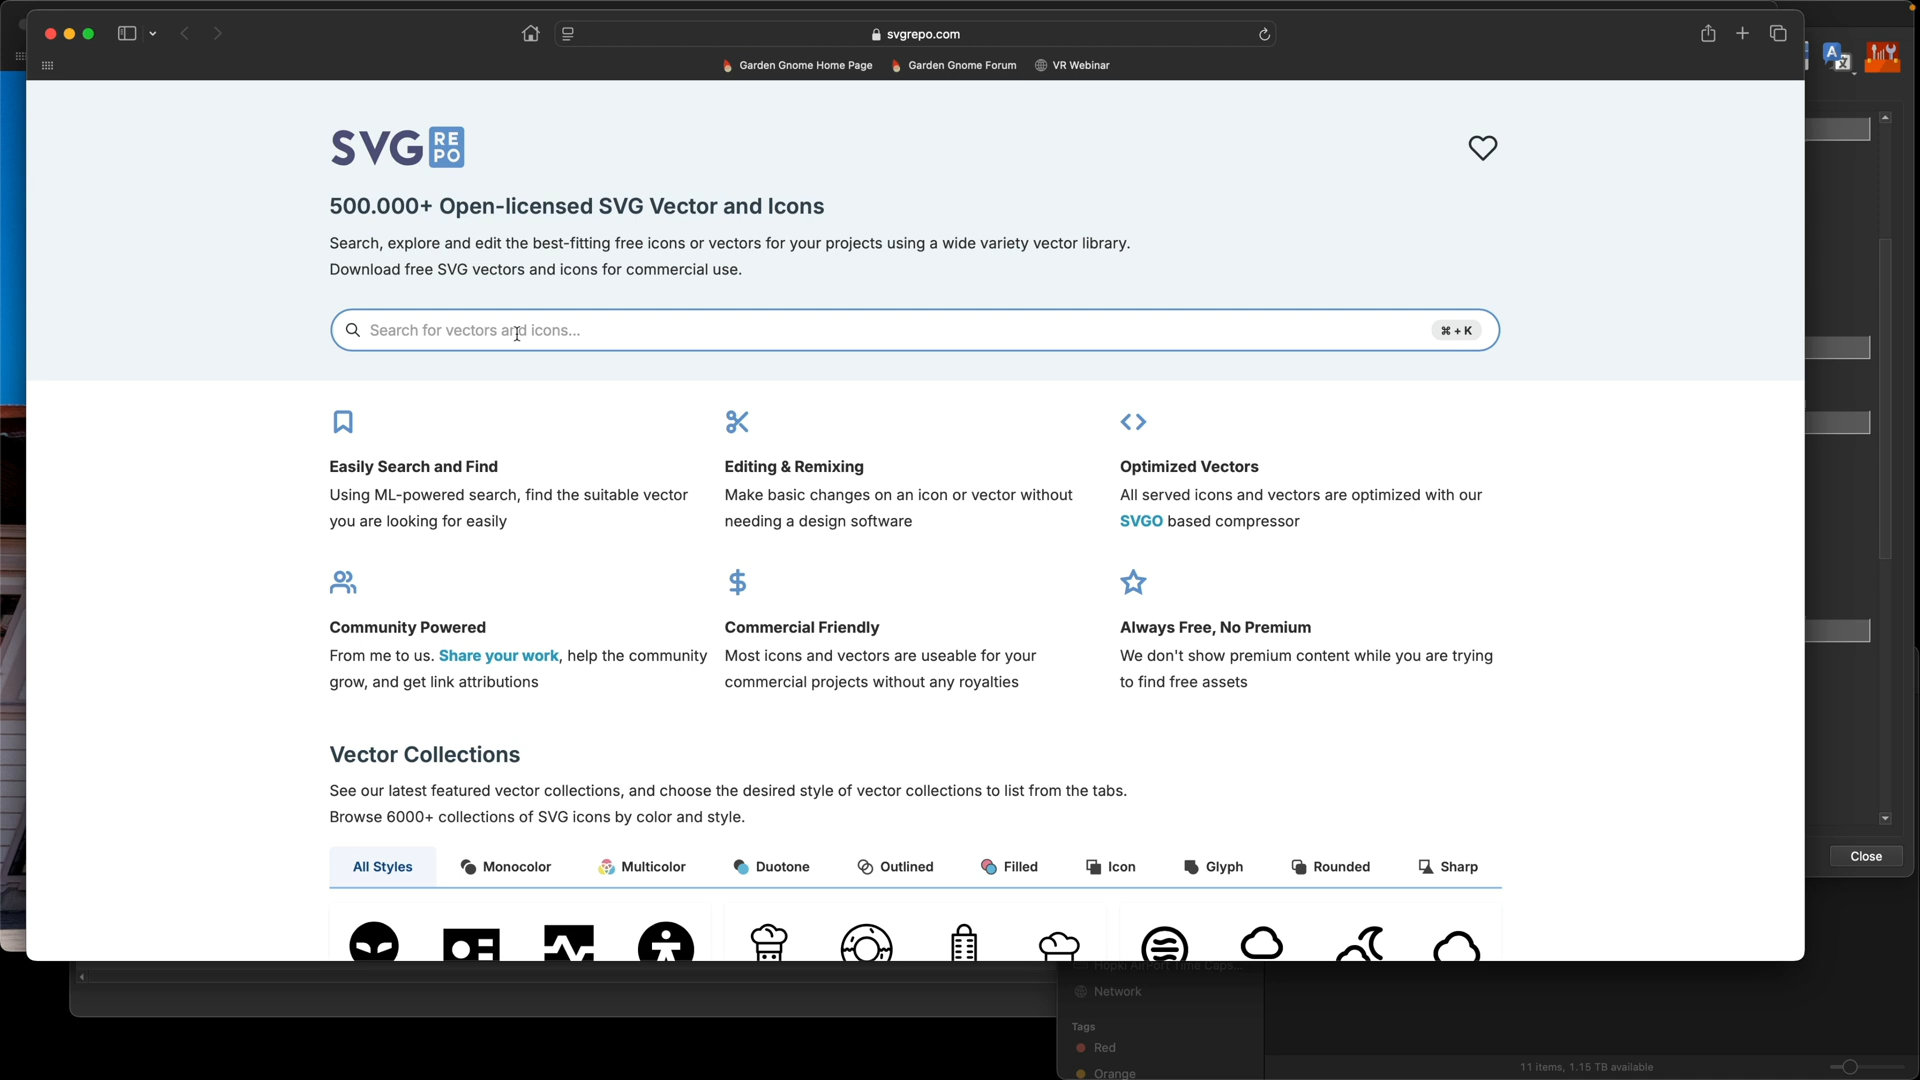 svgrepo.com
Garden Gnome Home Page
Garden Gnome Forum
VR Webinar
SVG RE
PO
500.000+ Open-licensed SVG Vector and Icons
Search, explore and edit the best-fitting free icons or vectors for your projects using a wide variety vector library.
Download free SVG vectors and icons for commercial use.
Search for vectors and icons...
⌘ + K
Easily Search and Find
Using ML-powered search, find the suitable vector
you are looking for easily
Editing & Remixing
Make basic changes on an icon or vector without
needing a design software
Optimized Vectors
All served icons and vectors are optimized with our
SVGO based compressor
Community Powered
From me to us. Share your work, help the community
grow, and get link attributions
Commercial Friendly
Most icons and vectors are useable for your
commercial projects without any royalties
Always Free, No Premium
We don't show premium content while you are trying
to find free assets
Vector Collections
See our latest featured vector collections, and choose the desired style of vector collections to list from the tabs.
Browse 6000+ collections of SVG icons by color and style.
All Styles
Monocolor
Multicolor
Duotone
Outlined
Filled
Icon
Glyph
Rounded
Sharp
Close
Network
Tags
Red
Orange
11 items, 1.15 TB available